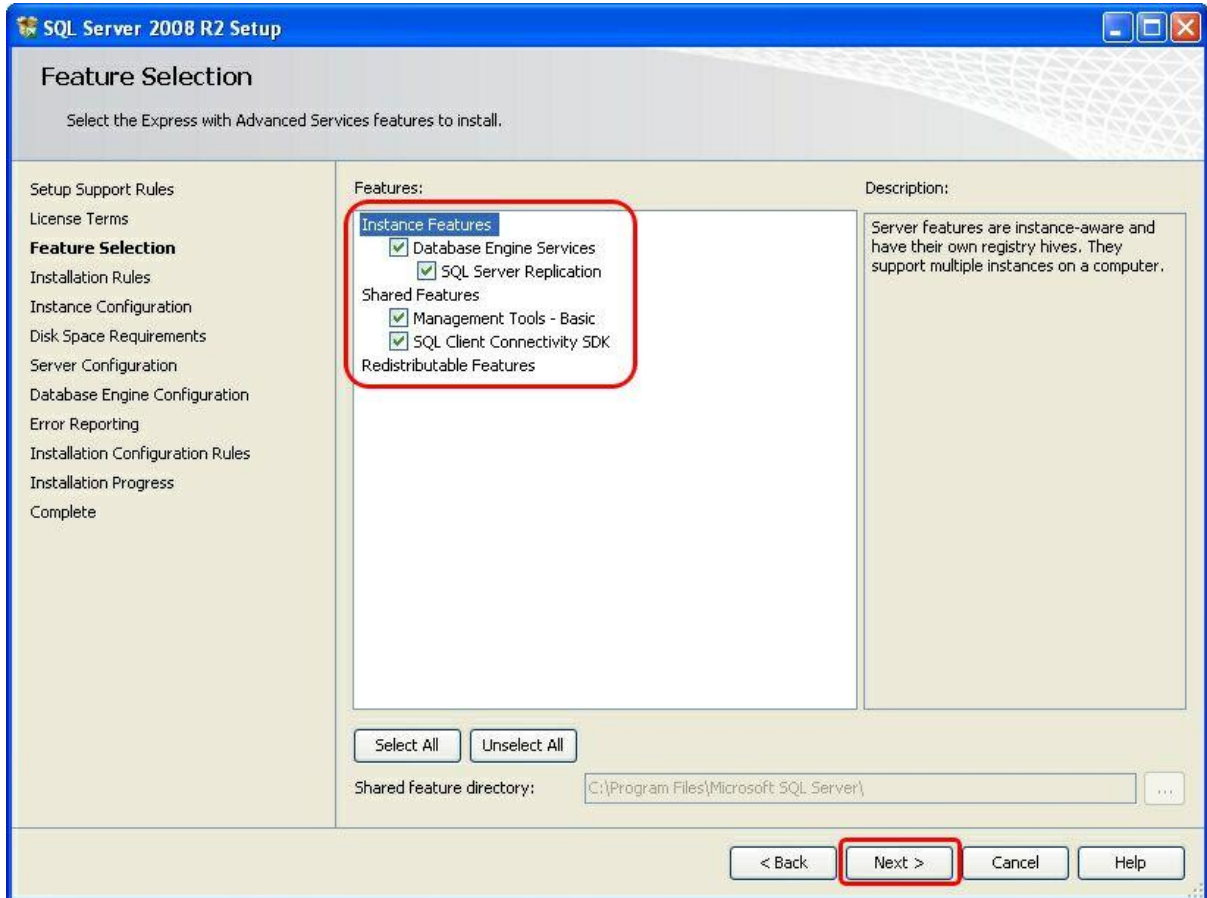 SQL Server 2008 R2 Setup
Feature Selection
Select the Express with Advanced Services features to install.
Setup Support Rules
License Terms
Feature Selection
Installation Rules
Instance Configuration
Disk Space Requirements
Server Configuration
Database Engine Configuration
Error Reporting
Installation Configuration Rules
Installation Progress
Complete
Features:
Instance Features
Database Engine Services
SQL Server Replication
Shared Features
Management Tools - Basic
SQL Client Connectivity SDK
Redistributable Features
Description:
Server features are instance-aware and
have their own registry hives. They
support multiple instances on a computer.
Select All Unselect All
Shared feature directory: C:\Program Files\Microsoft SQL Server\ ...
< Back Next > Cancel Help